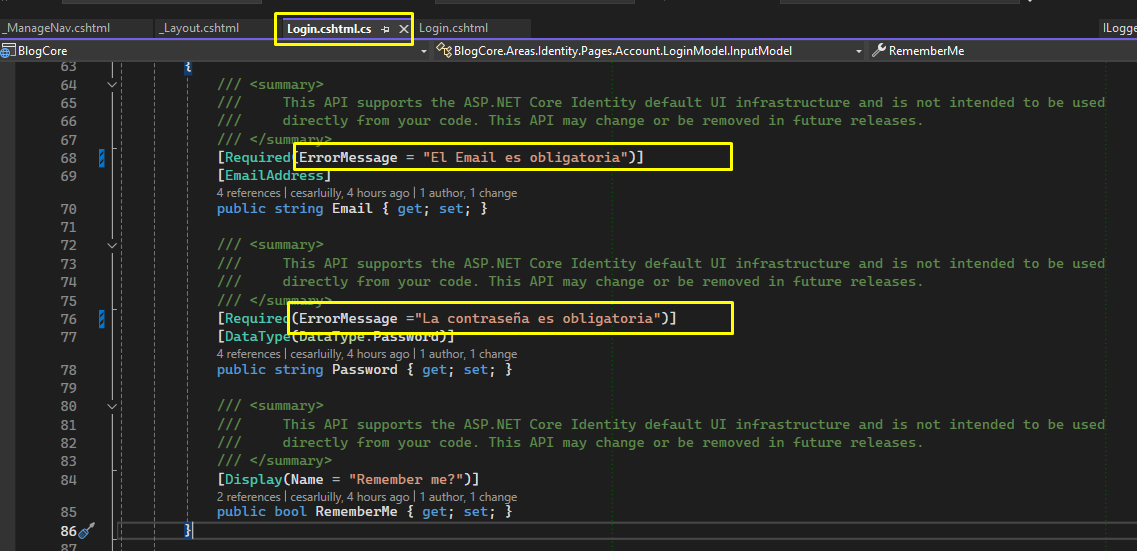 _ManageNav.cshtml _Layout.cshtml Login.cshtml.cs Login.cshtml ILogge
BlogCore BlogCore.Areas.Identity.Pages.Account.LoginModel.InputModel RememberMe
63 {
64 /// <summary>
65 /// This API supports the ASP.NET Core Identity default UI infrastructure and is not intended to be used
66 /// directly from your code. This API may change or be removed in future releases.
67 /// </summary>
68 [Required(ErrorMessage = "El Email es obligatoria")]
69 [EmailAddress]
4 references | cesarluilly, 4 hours ago | 1 author, 1 change
70 public string Email { get; set; }
71
72 /// <summary>
73 /// This API supports the ASP.NET Core Identity default UI infrastructure and is not intended to be used
74 /// directly from your code. This API may change or be removed in future releases.
75 /// </summary>
76 [Required(ErrorMessage ="La contraseña es obligatoria")]
77 [DataType(DataType.Password)]
4 references | cesarluilly, 4 hours ago | 1 author, 1 change
78 public string Password { get; set; }
79
80 /// <summary>
81 /// This API supports the ASP.NET Core Identity default UI infrastructure and is not intended to be used
82 /// directly from your code. This API may change or be removed in future releases.
83 /// </summary>
84 [Display(Name = "Remember me?")]
2 references | cesarluilly, 4 hours ago | 1 author, 1 change
85 public bool RememberMe { get; set; }
86 }
87